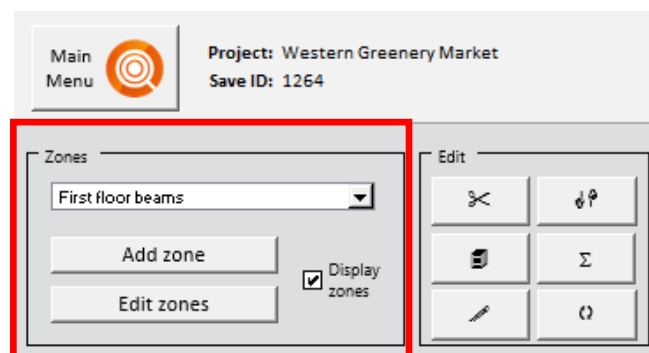 Main Menu
Project: Western Greenery Market
Save ID: 1264
Zones
First floor beams
Add zone
Edit zones
Display zones
Edit
Σ